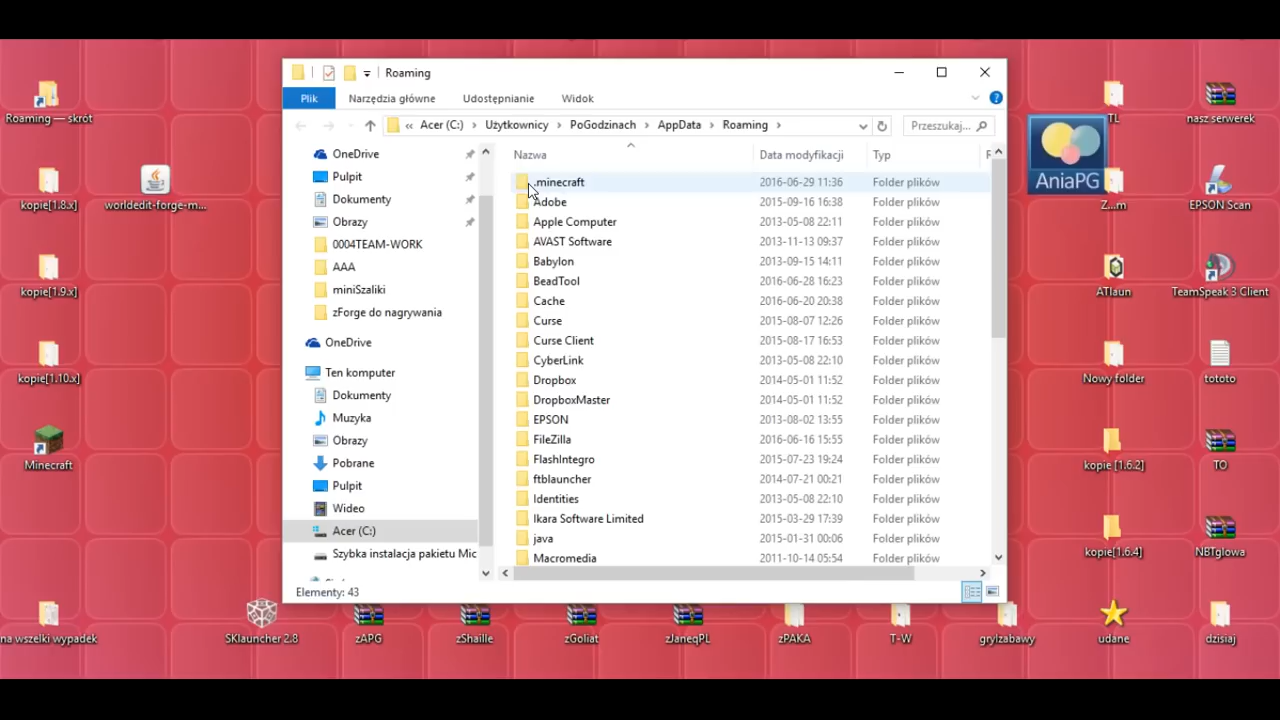 Roaming
Plik
Narzędzia główne
Udostępnianie
Widok
« Acer (C:) > Użytkownicy > PoGodzinach > AppData > Roaming >
Przeszukaj...
OneDrive
Pulpit
Dokumenty
Obrazy
0004TEAM-WORK
AAA
miniSzaliki
zForge do nagrywania
OneDrive
Ten komputer
Dokumenty
Muzyka
Obrazy
Pobrane
Pulpit
Wideo
Acer (C:)
Szybka instalacja pakietu Mic
Nazwa Data modyfikacji Typ
.minecraft 2016-06-29 11:36 Folder plików
Adobe 2015-09-16 16:38 Folder plików
Apple Computer 2013-05-08 22:11 Folder plików
AVAST Software 2013-11-13 09:37 Folder plików
Babylon 2013-09-15 14:11 Folder plików
BeadTool 2016-06-28 16:23 Folder plików
Cache 2016-06-20 20:38 Folder plików
Curse 2015-08-07 12:26 Folder plików
Curse Client 2015-08-17 16:53 Folder plików
CyberLink 2013-05-08 22:10 Folder plików
Dropbox 2014-05-01 11:52 Folder plików
DropboxMaster 2014-05-01 11:52 Folder plików
EPSON 2013-08-02 13:55 Folder plików
FileZilla 2016-06-16 15:55 Folder plików
FlashIntegro 2015-07-23 19:24 Folder plików
ftblauncher 2014-07-21 00:21 Folder plików
Identities 2013-05-08 22:10 Folder plików
Ikara Software Limited 2015-03-29 17:39 Folder plików
java 2015-01-31 00:06 Folder plików
Macromedia 2011-10-14 05:54 Folder plików
Elementy: 43
Roaming — skrót
kopie[1.8.x]
worldedit-forge-m...
kopie[1.9.x]
kopie[1.10.x]
Minecraft
na wszelki wypadek
SKlauncher 2.8
zAPG
zShaille
zGoliat
zJaneqPL
zPAKA
T-W
gryIzabawy
udane
dzisiaj
TL
nasz serwerek
AniaPG
Z...m
EPSON Scan
ATlaun
TeamSpeak 3 Client
Nowy folder
tototo
kopie [1.6.2]
TO
kopie[1.6.4]
NBTglowa